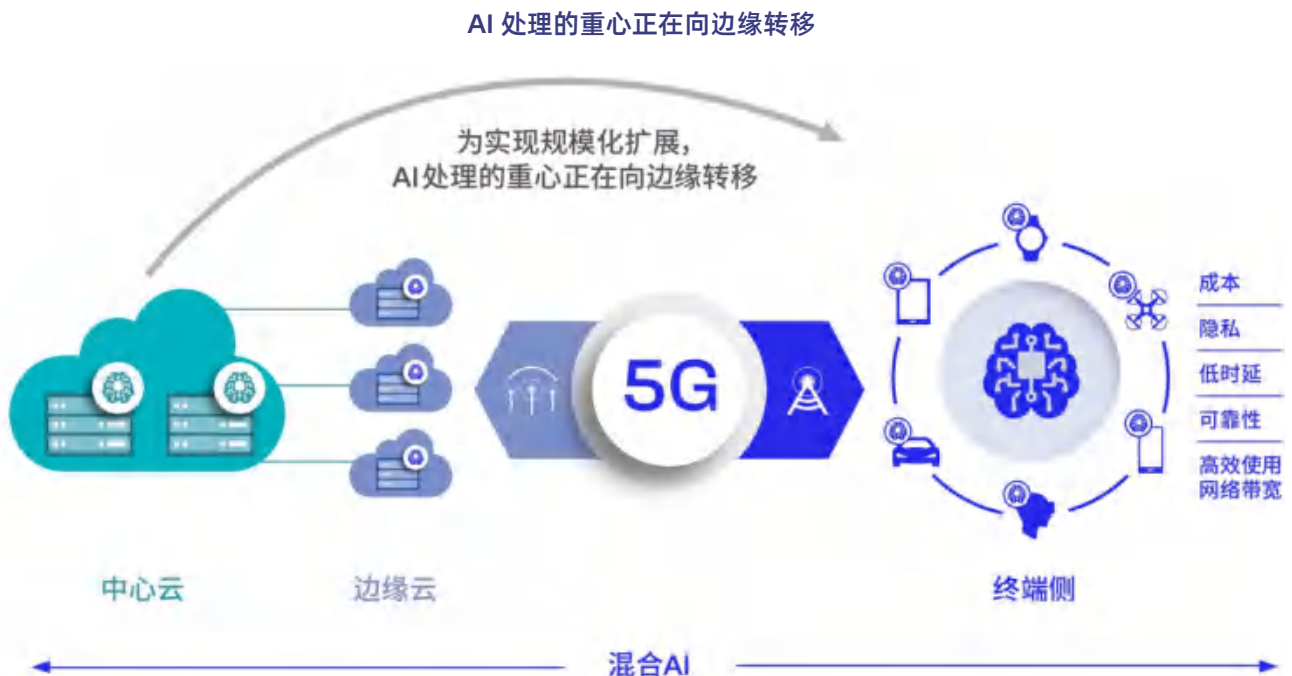 AI 处理的重心正在向边缘转移
为实现规模化扩展，
AI处理的重心正在向边缘转移
5G
成本
隐私
低时延
可靠性
高效使用
网络带宽
中心云
边缘云
终端侧
混合AI